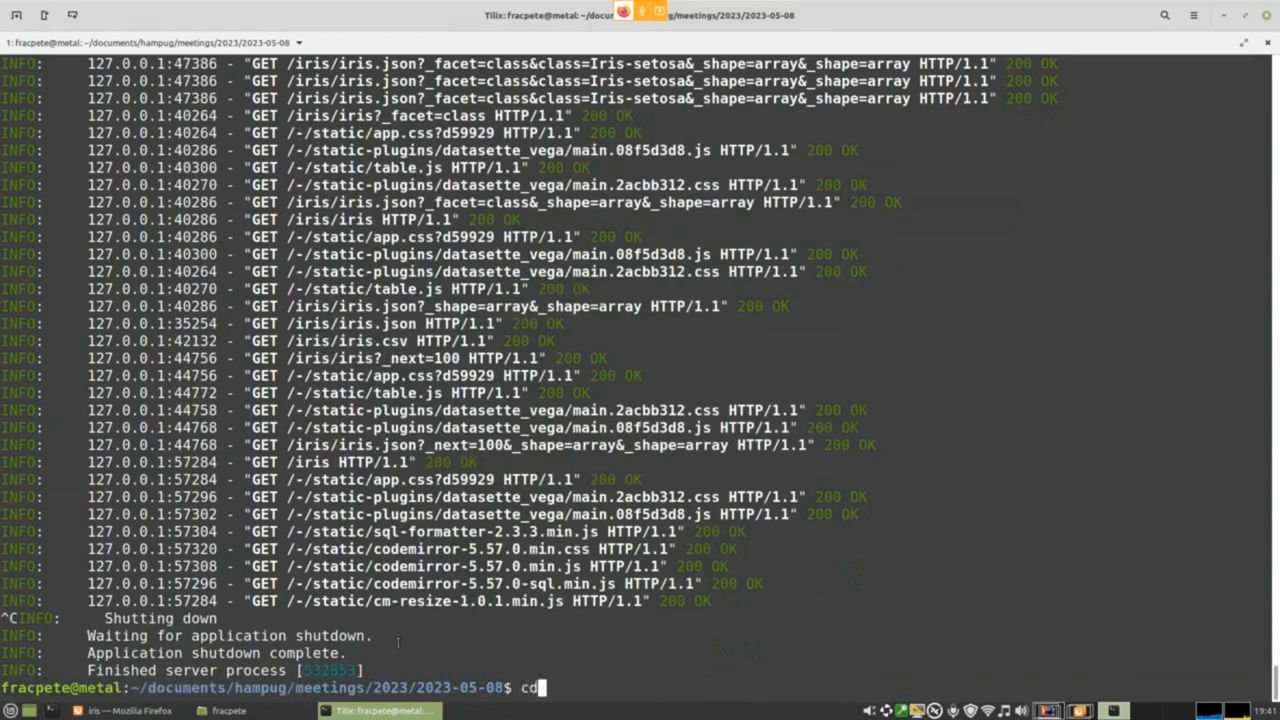 Tilix: fracpete@metal: ~/documents/hampug/meetings/2023/2023-05-08
1: fracpete@metal: ~/documents/hampug/meetings/2023/2023-05-08
INFO: 127.0.0.1:47386 - "GET /iris/iris.json?_facet=class&class=Iris-setosa&_shape=array&_shape=array HTTP/1.1" 200 OK
INFO: 127.0.0.1:47386 - "GET /iris/iris.json?_facet=class&class=Iris-setosa&_shape=array&_shape=array HTTP/1.1" 200 OK
INFO: 127.0.0.1:47386 - "GET /iris/iris.json?_facet=class&class=Iris-setosa&_shape=array&_shape=array HTTP/1.1" 200 OK
INFO: 127.0.0.1:40264 - "GET /iris/iris?_facet=class HTTP/1.1" 200 OK
INFO: 127.0.0.1:40264 - "GET /-/static/app.css?d59929 HTTP/1.1" 200 OK
INFO: 127.0.0.1:40286 - "GET /-/static-plugins/datasette_vega/main.08f5d3d8.js HTTP/1.1" 200 OK
INFO: 127.0.0.1:40300 - "GET /-/static/table.js HTTP/1.1" 200 OK
INFO: 127.0.0.1:40270 - "GET /-/static-plugins/datasette_vega/main.2acbb312.css HTTP/1.1" 200 OK
INFO: 127.0.0.1:40286 - "GET /iris/iris.json?_facet=class&_shape=array&_shape=array HTTP/1.1" 200 OK
INFO: 127.0.0.1:40286 - "GET /iris/iris HTTP/1.1" 200 OK
INFO: 127.0.0.1:40286 - "GET /-/static/app.css?d59929 HTTP/1.1" 200 OK
INFO: 127.0.0.1:40300 - "GET /-/static-plugins/datasette_vega/main.08f5d3d8.js HTTP/1.1" 200 OK
INFO: 127.0.0.1:40264 - "GET /-/static-plugins/datasette_vega/main.2acbb312.css HTTP/1.1" 200 OK
INFO: 127.0.0.1:40270 - "GET /-/static/table.js HTTP/1.1" 200 OK
INFO: 127.0.0.1:40286 - "GET /iris/iris.json?_shape=array&_shape=array HTTP/1.1" 200 OK
INFO: 127.0.0.1:35254 - "GET /iris/iris.json HTTP/1.1" 200 OK
INFO: 127.0.0.1:42132 - "GET /iris/iris.csv HTTP/1.1" 200 OK
INFO: 127.0.0.1:44756 - "GET /iris/iris?_next=100 HTTP/1.1" 200 OK
INFO: 127.0.0.1:44756 - "GET /-/static/app.css?d59929 HTTP/1.1" 200 OK
INFO: 127.0.0.1:44772 - "GET /-/static/table.js HTTP/1.1" 200 OK
INFO: 127.0.0.1:44758 - "GET /-/static-plugins/datasette_vega/main.2acbb312.css HTTP/1.1" 200 OK
INFO: 127.0.0.1:44768 - "GET /-/static-plugins/datasette_vega/main.08f5d3d8.js HTTP/1.1" 200 OK
INFO: 127.0.0.1:44768 - "GET /iris/iris.json?_next=100&_shape=array&_shape=array HTTP/1.1" 200 OK
INFO: 127.0.0.1:57284 - "GET /iris HTTP/1.1" 200 OK
INFO: 127.0.0.1:57284 - "GET /-/static/app.css?d59929 HTTP/1.1" 200 OK
INFO: 127.0.0.1:57296 - "GET /-/static-plugins/datasette_vega/main.2acbb312.css HTTP/1.1" 200 OK
INFO: 127.0.0.1:57302 - "GET /-/static-plugins/datasette_vega/main.08f5d3d8.js HTTP/1.1" 200 OK
INFO: 127.0.0.1:57304 - "GET /-/static/sql-formatter-2.3.3.min.js HTTP/1.1" 200 OK
INFO: 127.0.0.1:57320 - "GET /-/static/codemirror-5.57.0.min.css HTTP/1.1" 200 OK
INFO: 127.0.0.1:57308 - "GET /-/static/codemirror-5.57.0.min.js HTTP/1.1" 200 OK
INFO: 127.0.0.1:57296 - "GET /-/static/codemirror-5.57.0-sql.min.js HTTP/1.1" 200 OK
INFO: 127.0.0.1:57284 - "GET /-/static/cm-resize-1.0.1.min.js HTTP/1.1" 200 OK
^CINFO: Shutting down
INFO: Waiting for application shutdown.
INFO: Application shutdown complete.
INFO: Finished server process [532853]
fracpete@metal:~/documents/hampug/meetings/2023/2023-05-08$ cd
iris — Mozilla Firefox
fracpete
Tilix: fracpete@metal: ~/...
19:41